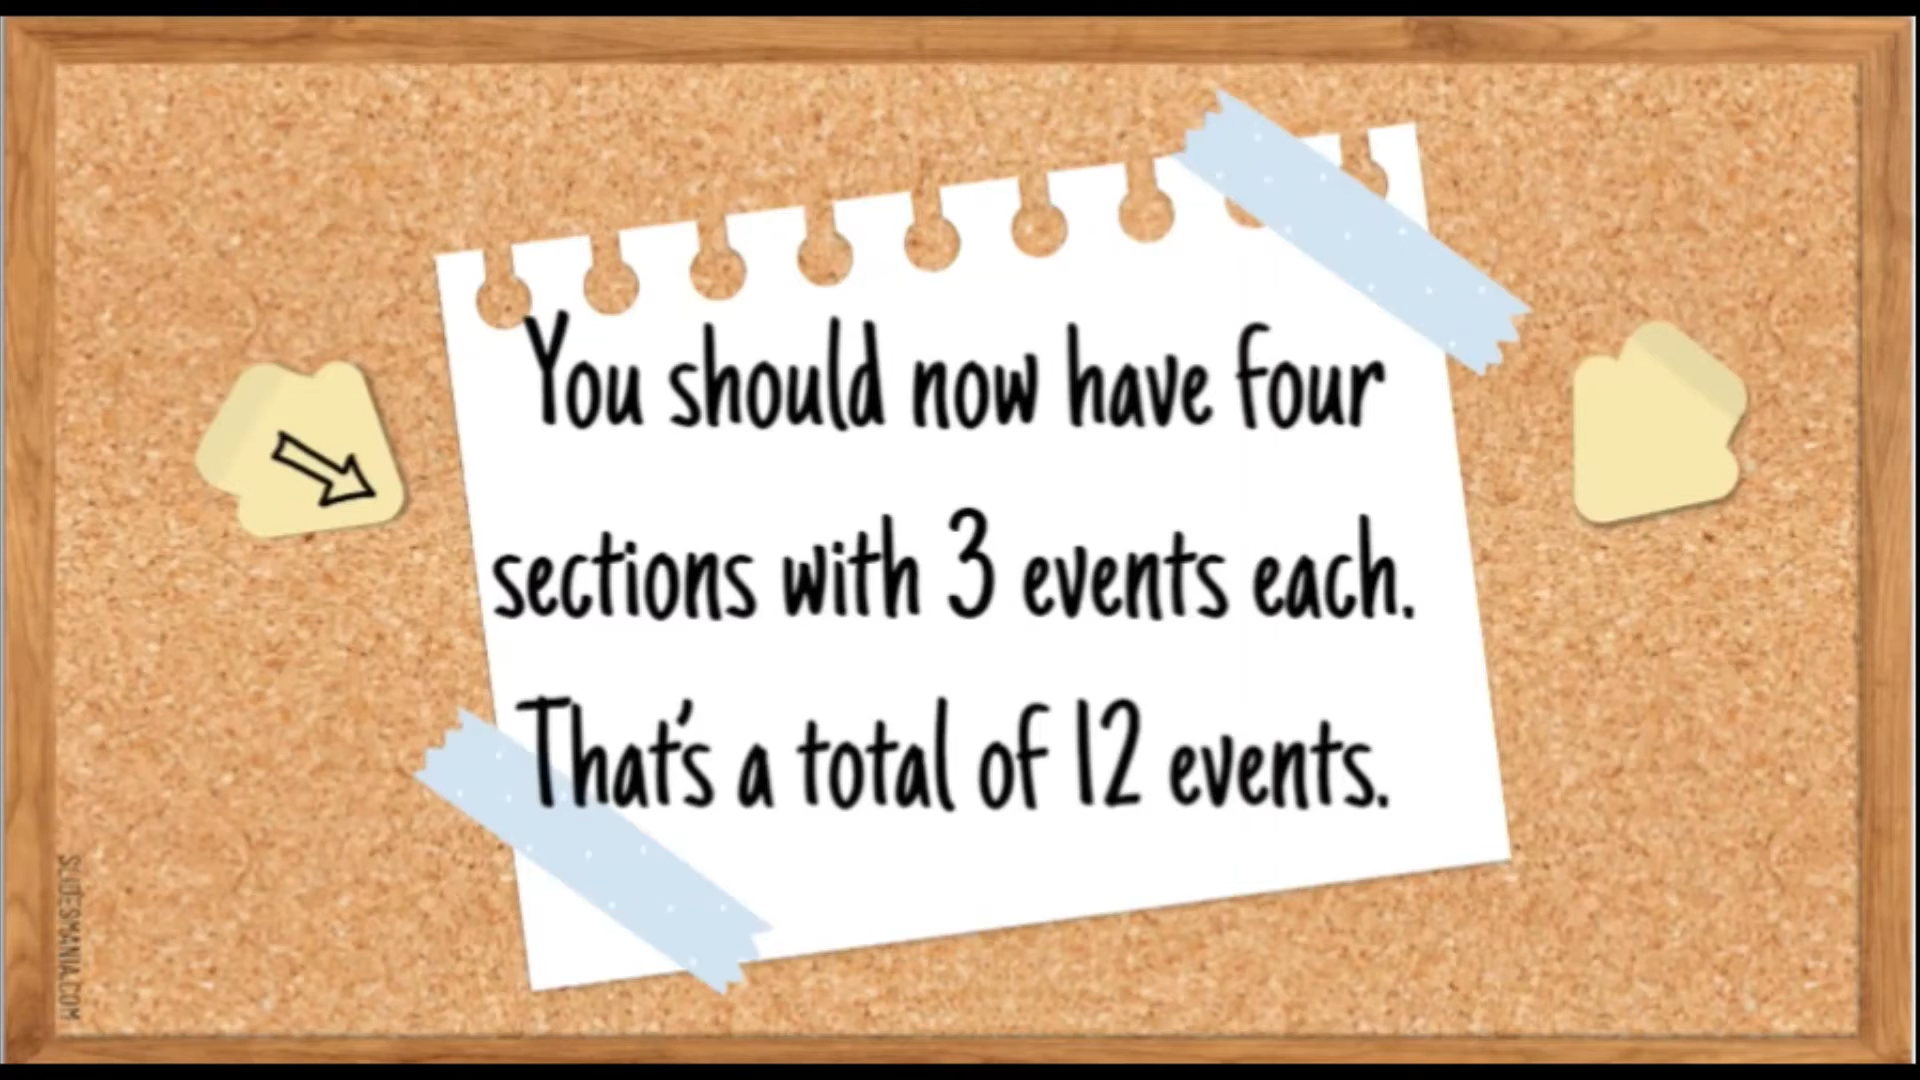 You should now have four
sections with 3 events each.
That's a total of 12 events.
SLIDESMANIA.COM